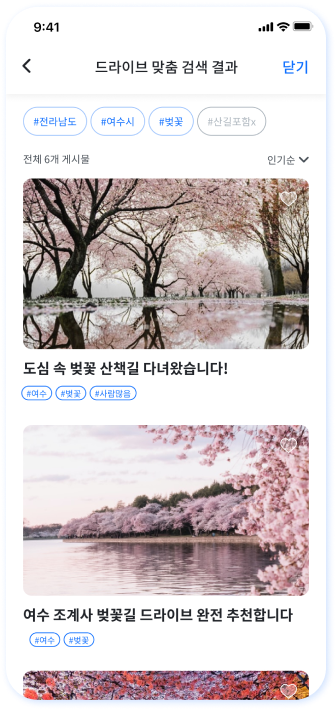 9:41
드라이브 맞춤 검색 결과
닫기
#전라남도 #여수시 #벚꽃 #산길포함x
전체 6개 게시물
인기순
도심 속 벚꽃 산책길 다녀왔습니다!
#여수 #벚꽃 #사람많음
여수 조계사 벚꽃길 드라이브 완전 추천합니다
#여수 #벚꽃